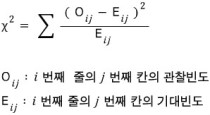 χ² = ∑ ( O_ij − E_ij )² / E_ij
O_ij : i 번째 줄의 j 번째 칸의 관찰빈도
E_ij : i 번째 줄의 j 번째 칸의 기대빈도